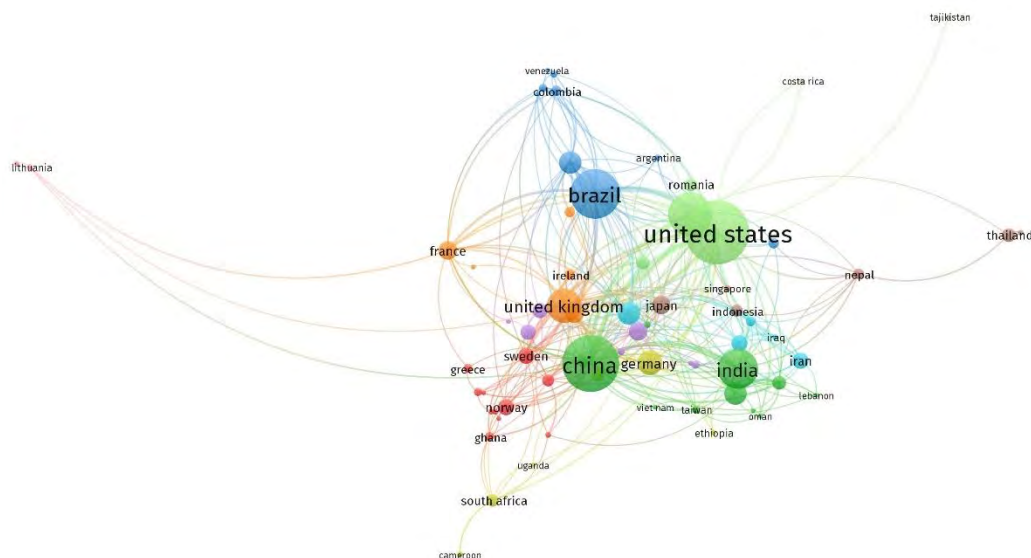 tajikistan
venezuela
costa rica
colombia
argentina
lithuania
romania
brazil
united states
thailand
france
ireland
nepal
singapore
united kingdom
japan
indonesia
iraq
sweden
china
germany
india
iran
greece
lebanon
norway
viet nam
taiwan
oman
ghana
ethiopia
uganda
south africa
cameroon